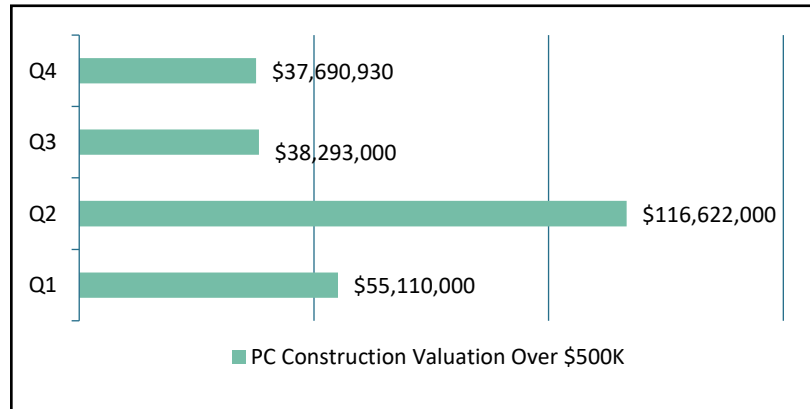 Q4
$37,690,930
Q3
$38,293,000
Q2
$116,622,000
Q1
$55,110,000
PC Construction Valuation Over $500K